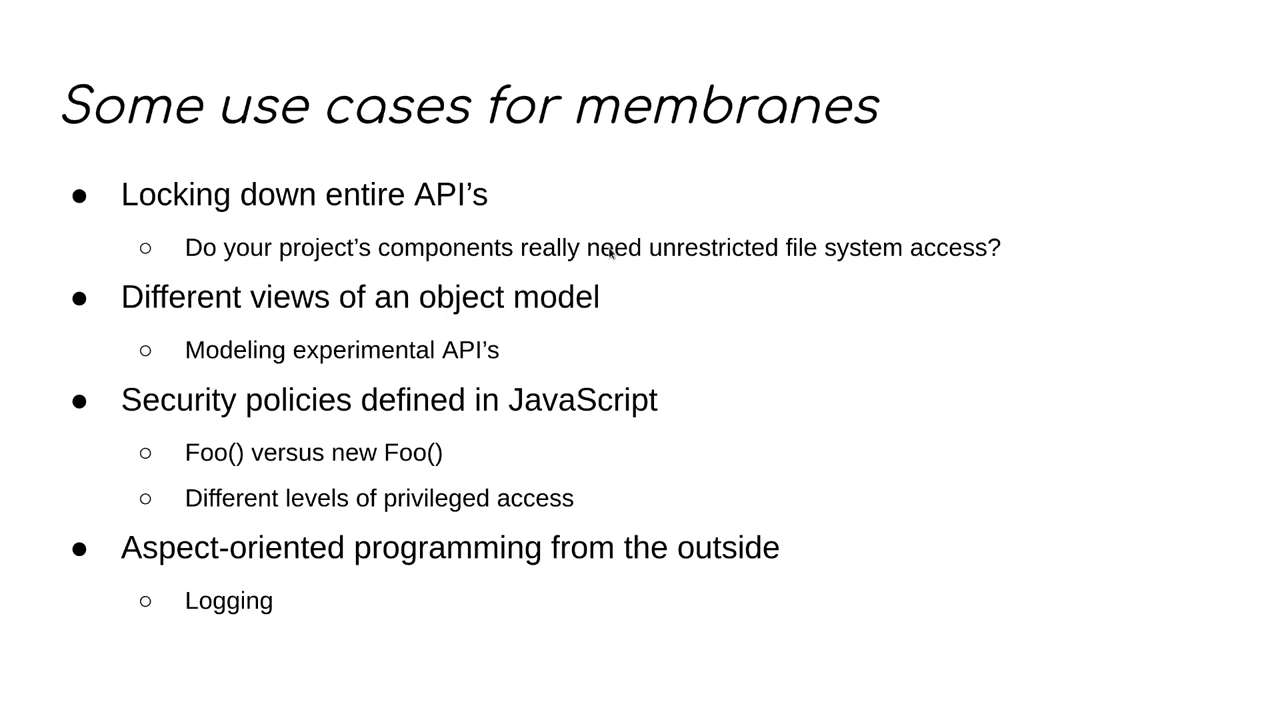 Some use cases for membranes
● Locking down entire API’s
○ Do your project’s components really need unrestricted file system access?
● Different views of an object model
○ Modeling experimental API’s
● Security policies defined in JavaScript
○ Foo() versus new Foo()
○ Different levels of privileged access
● Aspect-oriented programming from the outside
○ Logging